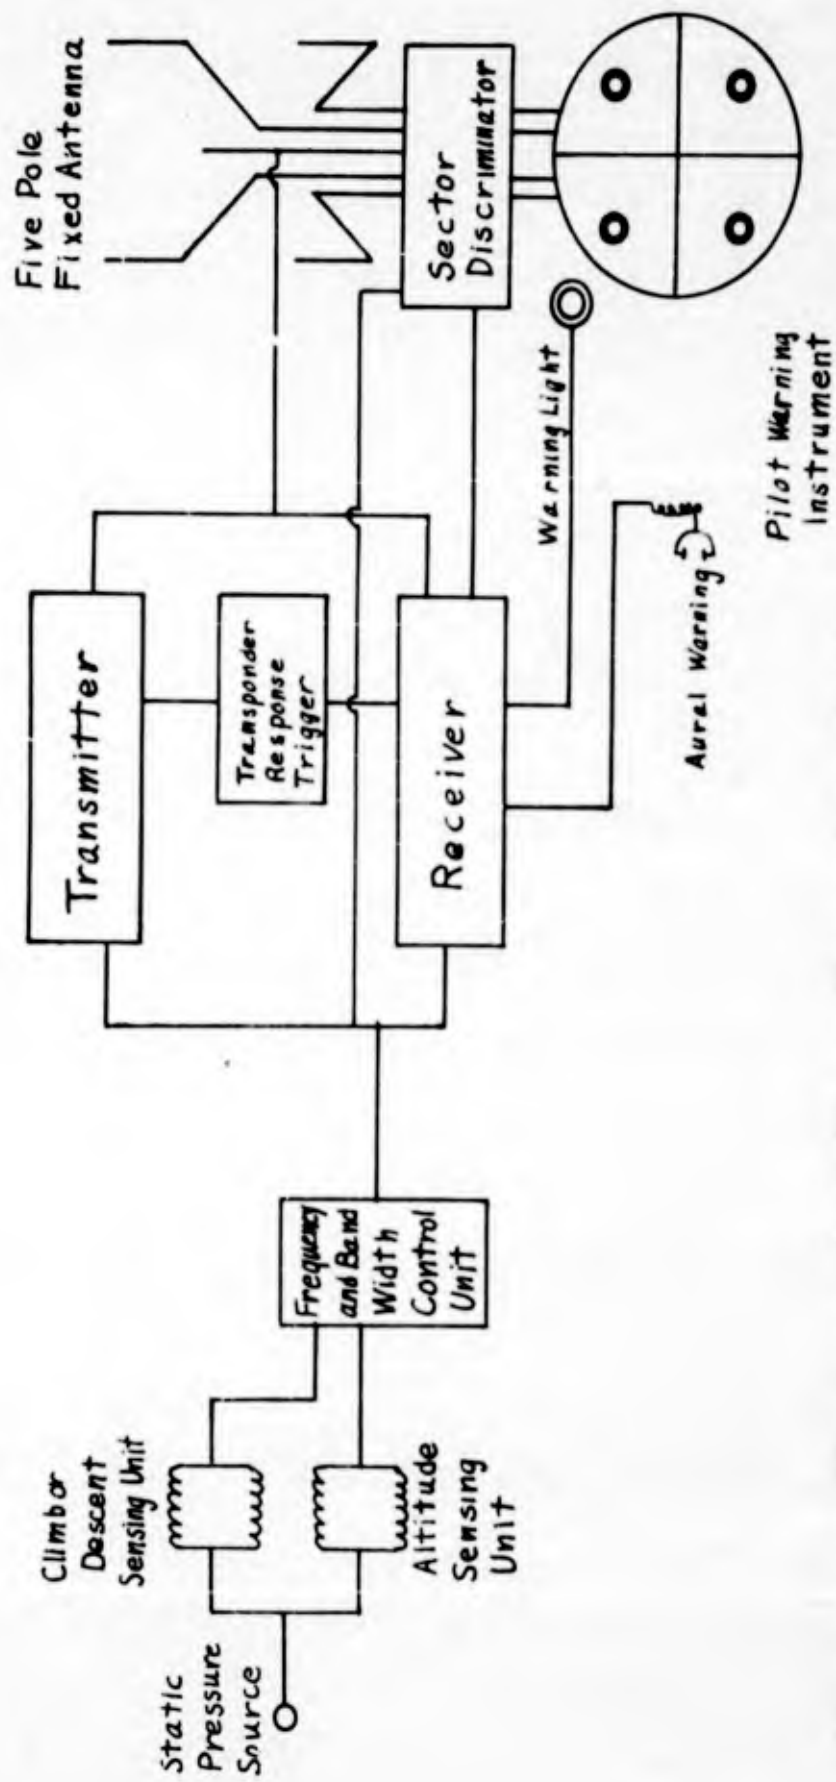 Static
Pressure
Source
Climb or
Descent
Sensing Unit
Altitude
Sensing
Unit
Frequency
and Band
Width
Control
Unit
Transmitter
Transponder
Response
Trigger
Receiver
Five Pole
Fixed Antenna
Sector
Discriminator
Warning Light
Aural Warning
Pilot Warning
Instrument